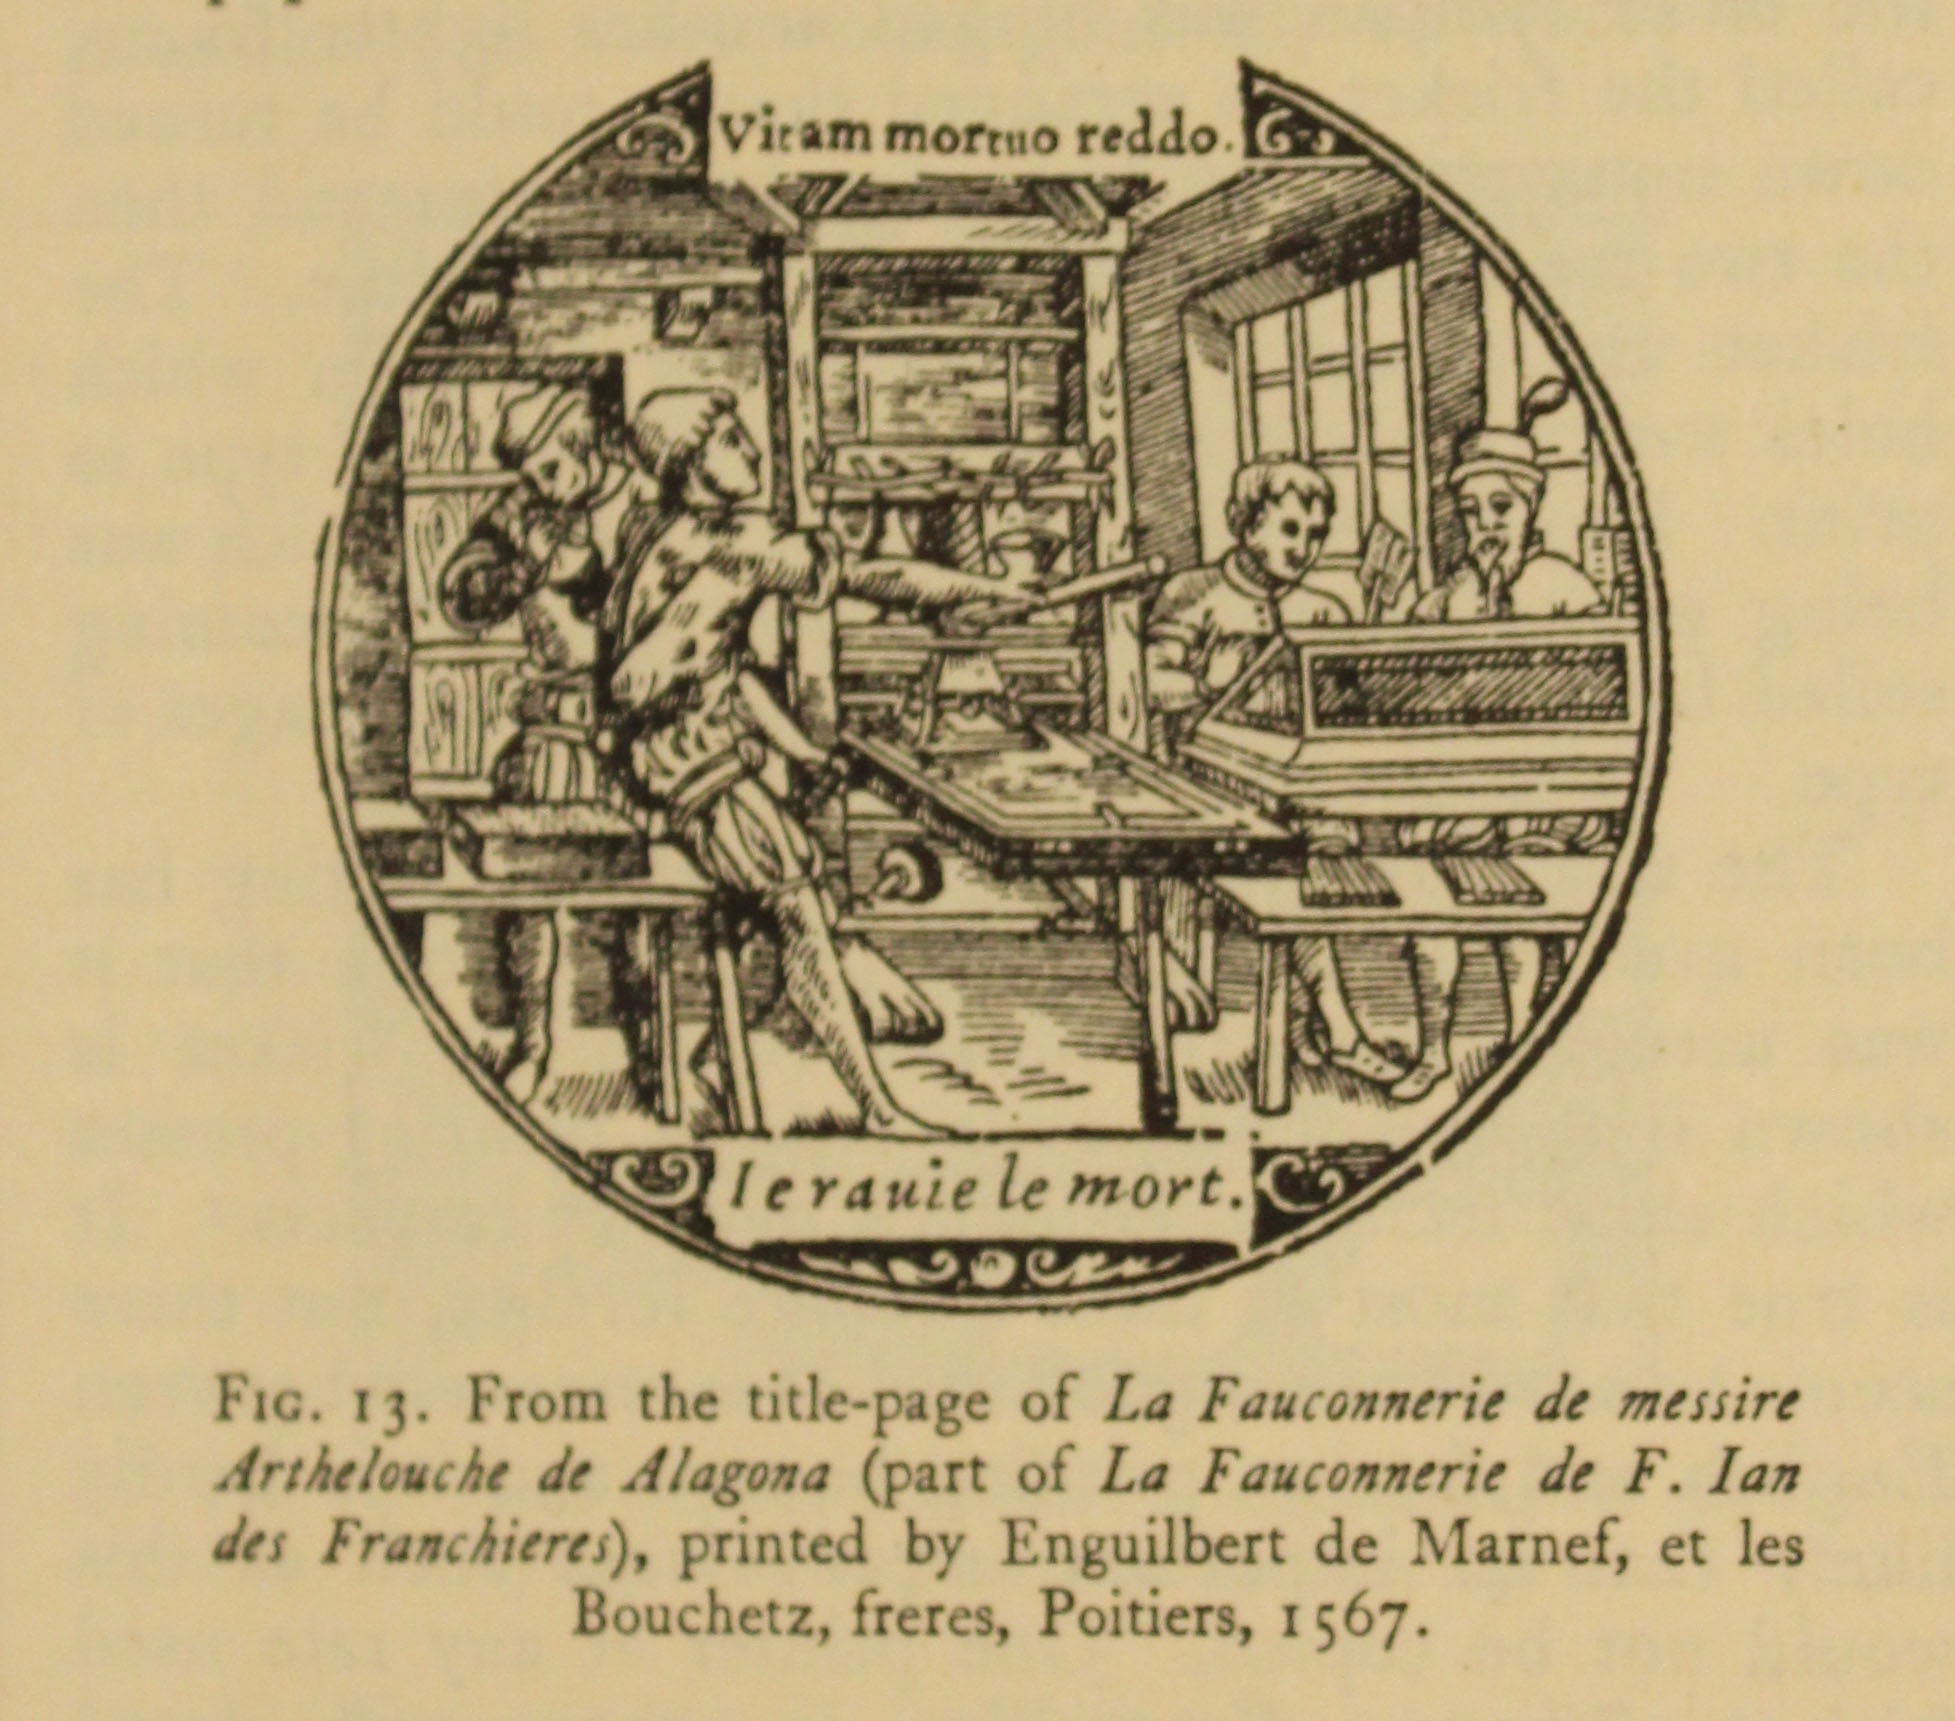 Vitam mortuo reddo.
Ie rauie le mort.
FIG. 13. From the title-page of La Fauconnerie de messire
Arthelouche de Alagona (part of La Fauconnerie de F. Ian
des Franchieres), printed by Enguilbert de Marnef, et les
Bouchetz, freres, Poitiers, 1567.